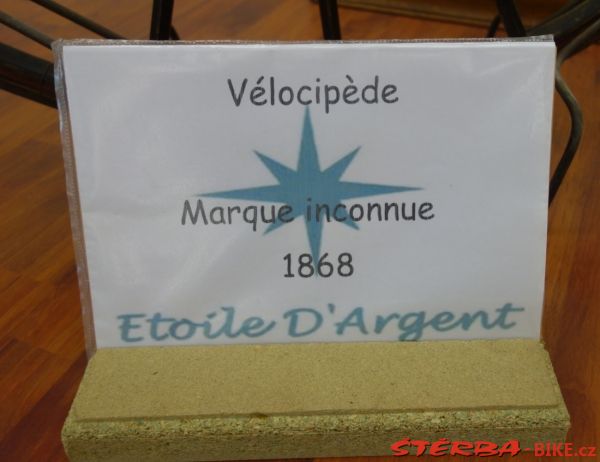 Vélocipède
Marque inconnue
1868
Etoile D'Argent
STERBA-BIKE.cz